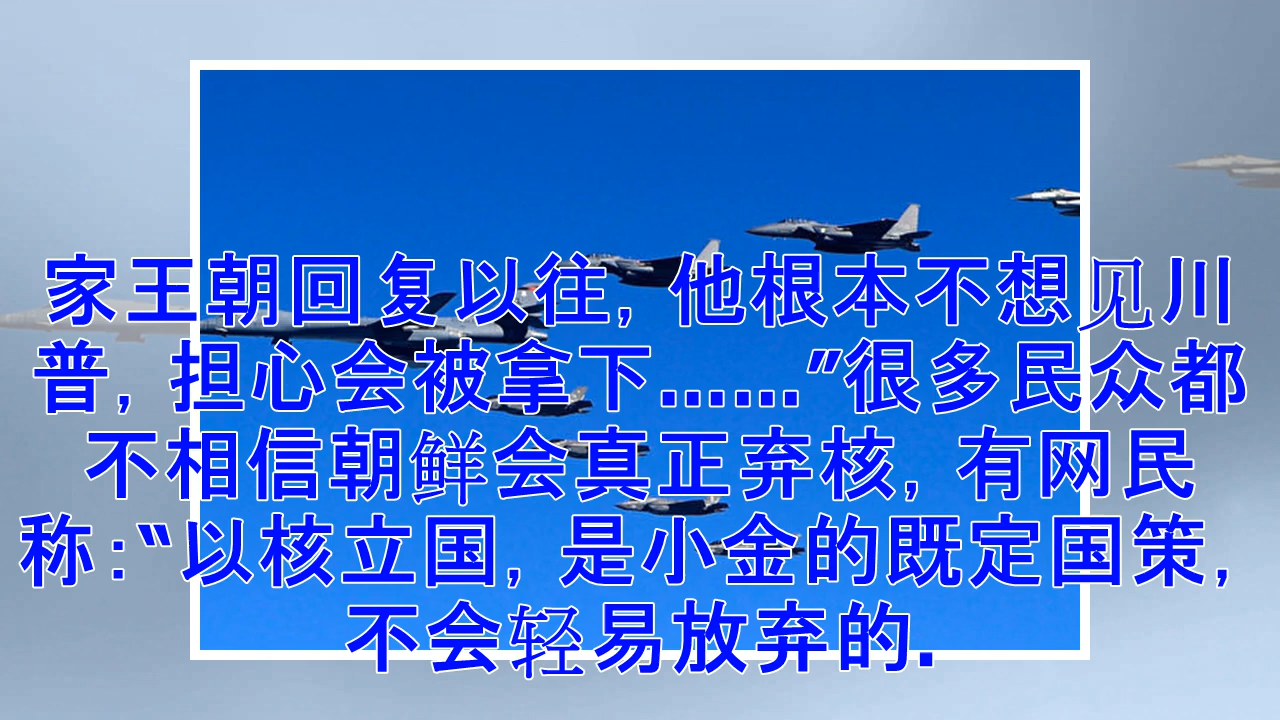 家王朝回复以往,他根本不想见川
普,担心会被拿下......"很多民众都
不相信朝鲜会真正弃核,有网民
称:"以核立国,是小金的既定国策,
不会轻易放弃的.